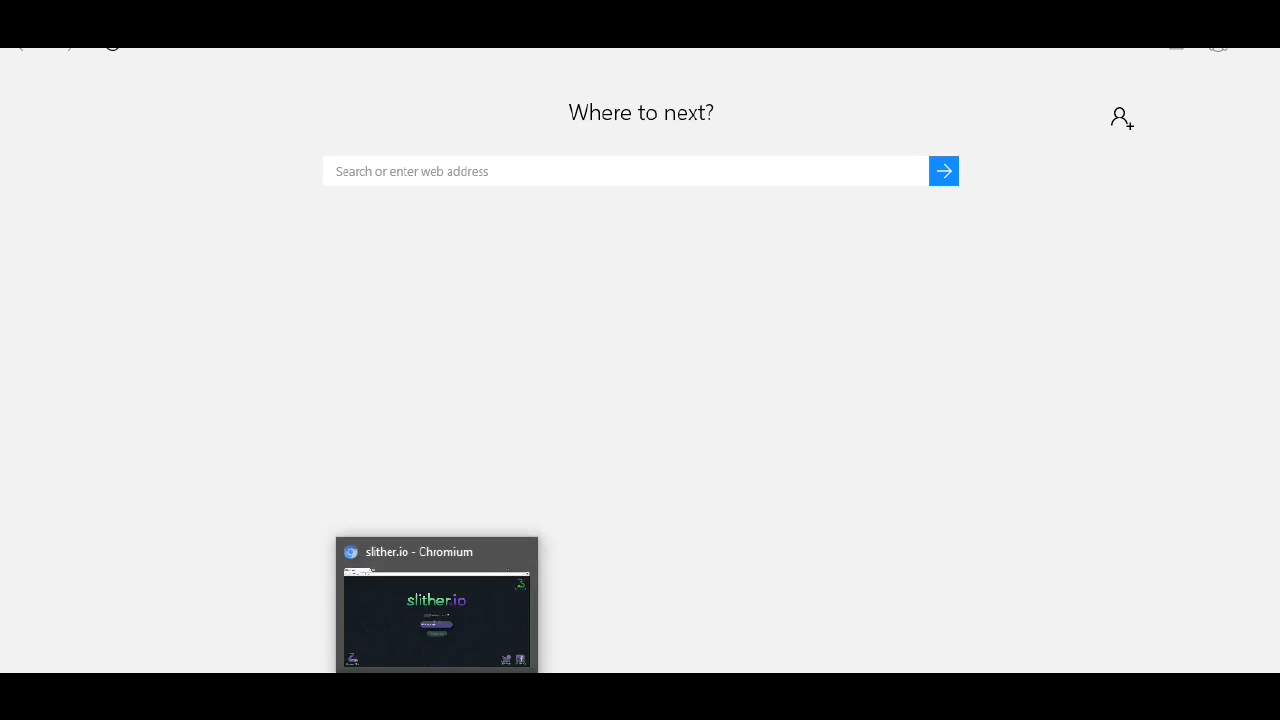 Where to next?
Search or enter web address
slither.io - Chromium
slither.io